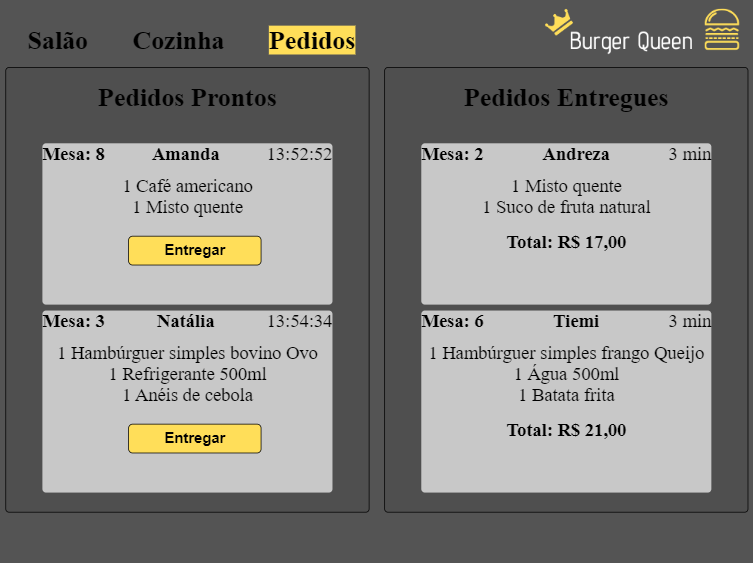 Salão Cozinha Pedidos
Burger Queen
Pedidos Prontos
Mesa: 8 Amanda 13:52:52
1 Café americano
1 Misto quente
Entregar
Mesa: 3 Natália 13:54:34
1 Hambúrguer simples bovino Ovo
1 Refrigerante 500ml
1 Anéis de cebola
Entregar
Pedidos Entregues
Mesa: 2 Andreza 3 min
1 Misto quente
1 Suco de fruta natural
Total: R$ 17,00
Mesa: 6 Tiemi 3 min
1 Hambúrguer simples frango Queijo
1 Água 500ml
1 Batata frita
Total: R$ 21,00